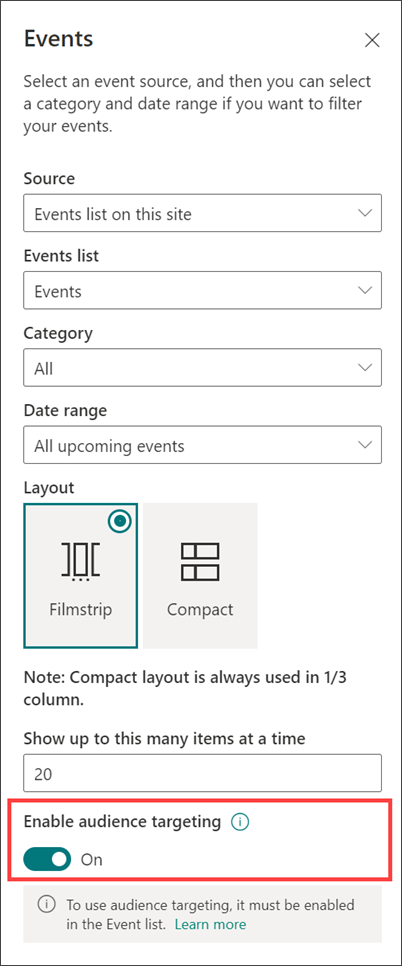 Events
Select an event source, and then you can select
a category and date range if you want to filter
your events.
Source
Events list on this site
Events list
Events
Category
All
Date range
All upcoming events
Layout
Filmstrip
Compact
Note: Compact layout is always used in 1/3
column.
Show up to this many items at a time
20
Enable audience targeting
On
To use audience targeting, it must be enabled
in the Event list. Learn more